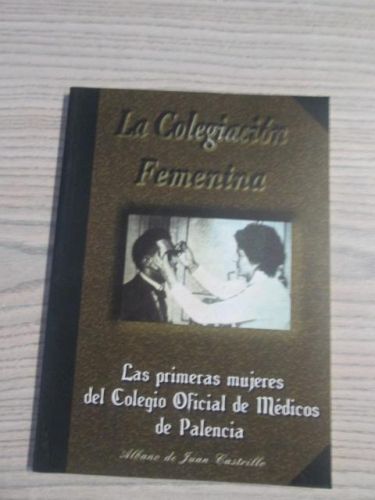 La Colegiación
Femenina
Las primeras mujeres
del Colegio Oficial de Médicos
de Palencia
Albano de Juan Castrillo